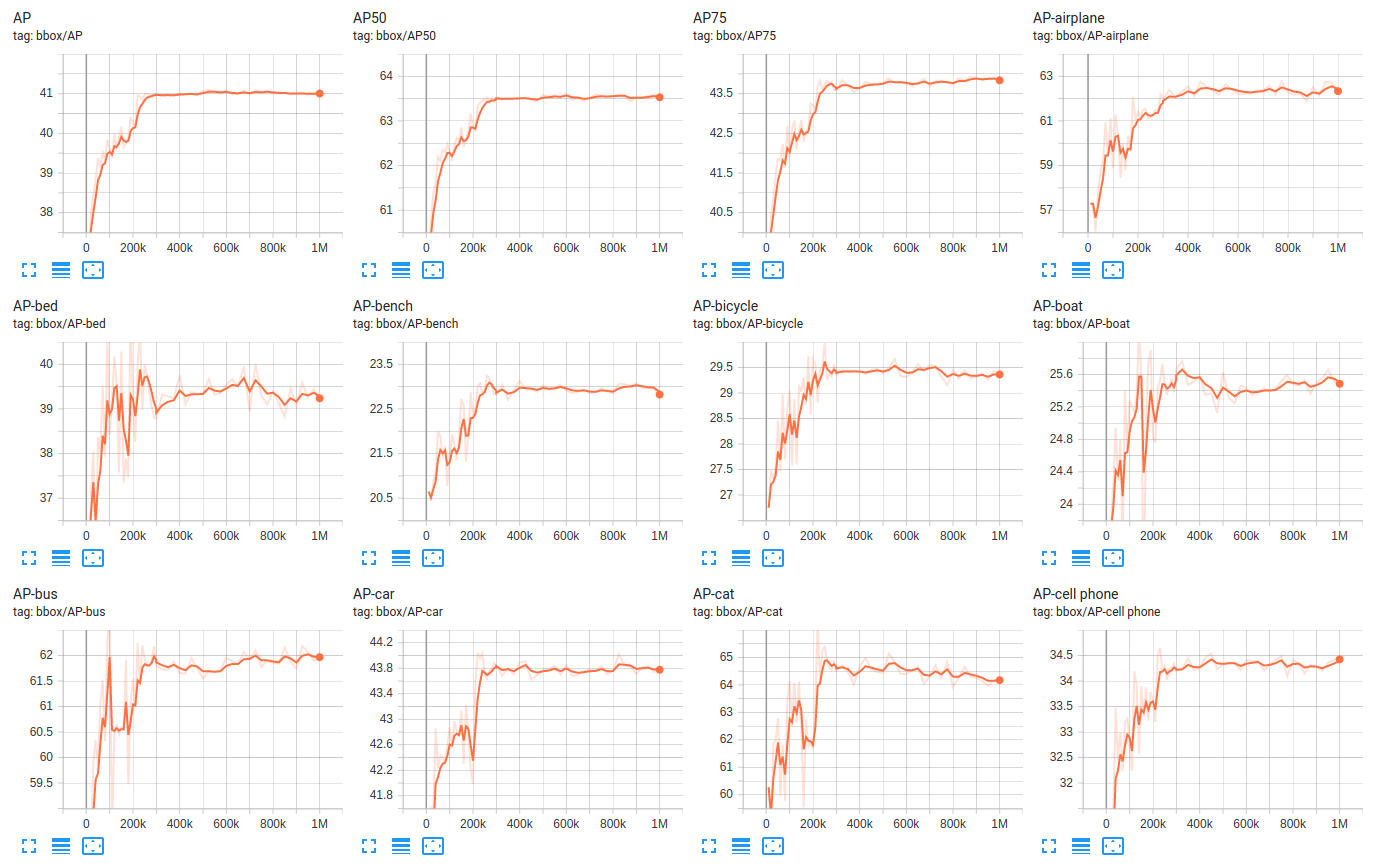 AP
tag: bbox/AP
41
40
39
38
0 200k 400k 600k 800k 1M
AP50
tag: bbox/AP50
64
63
62
61
0 200k 400k 600k 800k 1M
AP75
tag: bbox/AP75
43.5
42.5
41.5
40.5
0 200k 400k 600k 800k 1M
AP-airplane
tag: bbox/AP-airplane
63
61
59
57
0 200k 400k 600k 800k 1M
AP-bed
tag: bbox/AP-bed
40
39
38
37
0 200k 400k 600k 800k 1M
AP-bench
tag: bbox/AP-bench
23.5
22.5
21.5
20.5
0 200k 400k 600k 800k 1M
AP-bicycle
tag: bbox/AP-bicycle
29.5
29
28.5
28
27.5
27
0 200k 400k 600k 800k 1M
AP-boat
tag: bbox/AP-boat
25.6
25.2
24.8
24.4
24
0 200k 400k 600k 800k 1M
AP-bus
tag: bbox/AP-bus
62
61.5
61
60.5
60
59.5
0 200k 400k 600k 800k 1M
AP-car
tag: bbox/AP-car
44.2
43.8
43.4
43
42.6
42.2
41.8
0 200k 400k 600k 800k 1M
AP-cat
tag: bbox/AP-cat
65
64
63
62
61
60
0 200k 400k 600k 800k 1M
AP-cell phone
tag: bbox/AP-cell phone
34.5
34
33.5
33
32.5
32
0 200k 400k 600k 800k 1M